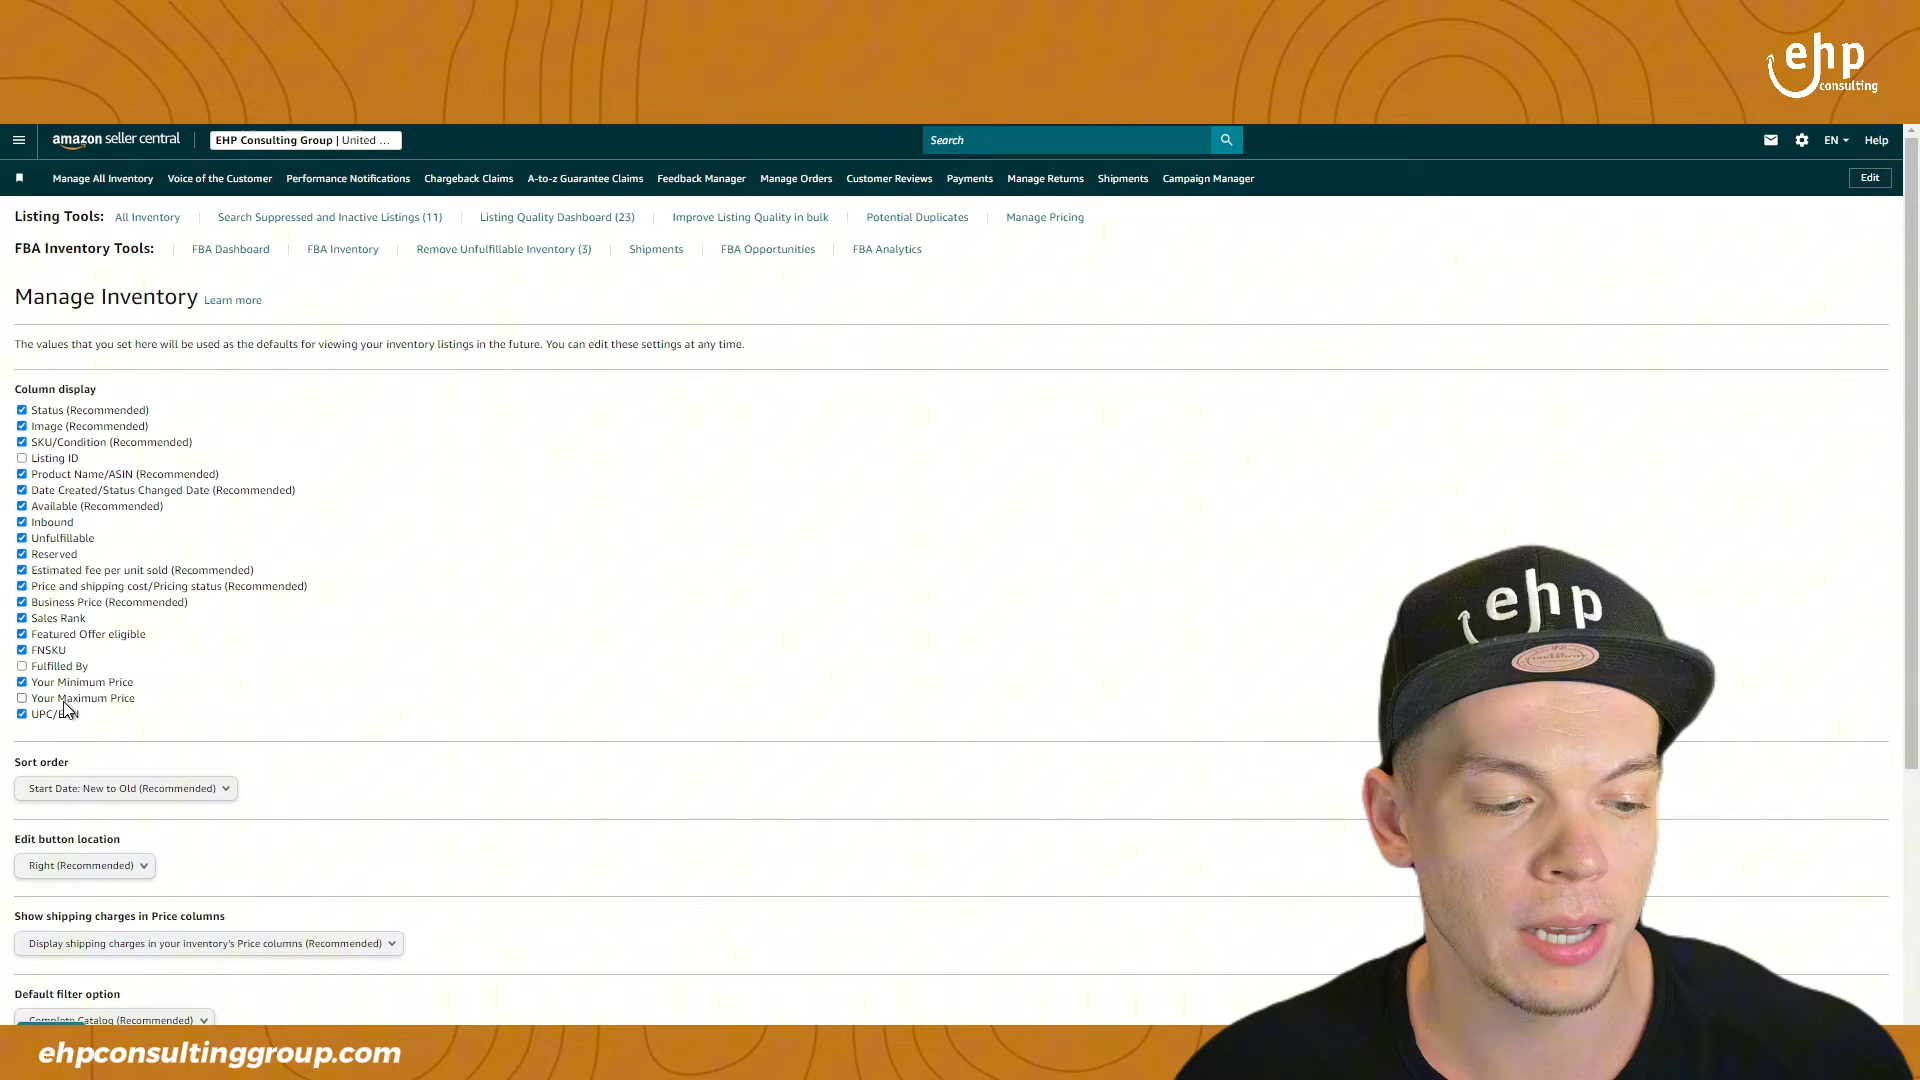 ehp
consulting
amazon seller central
EHP Consulting Group | United ...
Search
EN
Help
Manage All Inventory
Voice of the Customer
Performance Notifications
Chargeback Claims
A-to-z Guarantee Claims
Feedback Manager
Manage Orders
Customer Reviews
Payments
Manage Returns
Shipments
Campaign Manager
Edit
Listing Tools: All Inventory Search Suppressed and Inactive Listings (11) Listing Quality Dashboard (23) Improve Listing Quality in bulk Potential Duplicates Manage Pricing
FBA Inventory Tools: FBA Dashboard FBA Inventory Remove Unfulfillable Inventory (3) Shipments FBA Opportunities FBA Analytics
Manage Inventory Learn more
The values that you set here will be used as the defaults for viewing your inventory listings in the future. You can edit these settings at any time.
Column display
Status (Recommended)
Image (Recommended)
SKU/Condition (Recommended)
Listing ID
Product Name/ASIN (Recommended)
Date Created/Status Changed Date (Recommended)
Available (Recommended)
Inbound
Unfulfillable
Reserved
Estimated fee per unit sold (Recommended)
Price and shipping cost/Pricing status (Recommended)
Business Price (Recommended)
Sales Rank
Featured Offer eligible
FNSKU
Fulfilled By
Your Minimum Price
Your Maximum Price
UPC/EAN
Sort order
Start Date: New to Old (Recommended)
Edit button location
Right (Recommended)
Show shipping charges in Price columns
Display shipping charges in your inventory's Price columns (Recommended)
Default filter option
Complete Catalog (Recommended)
ehp
ehpconsultinggroup.com